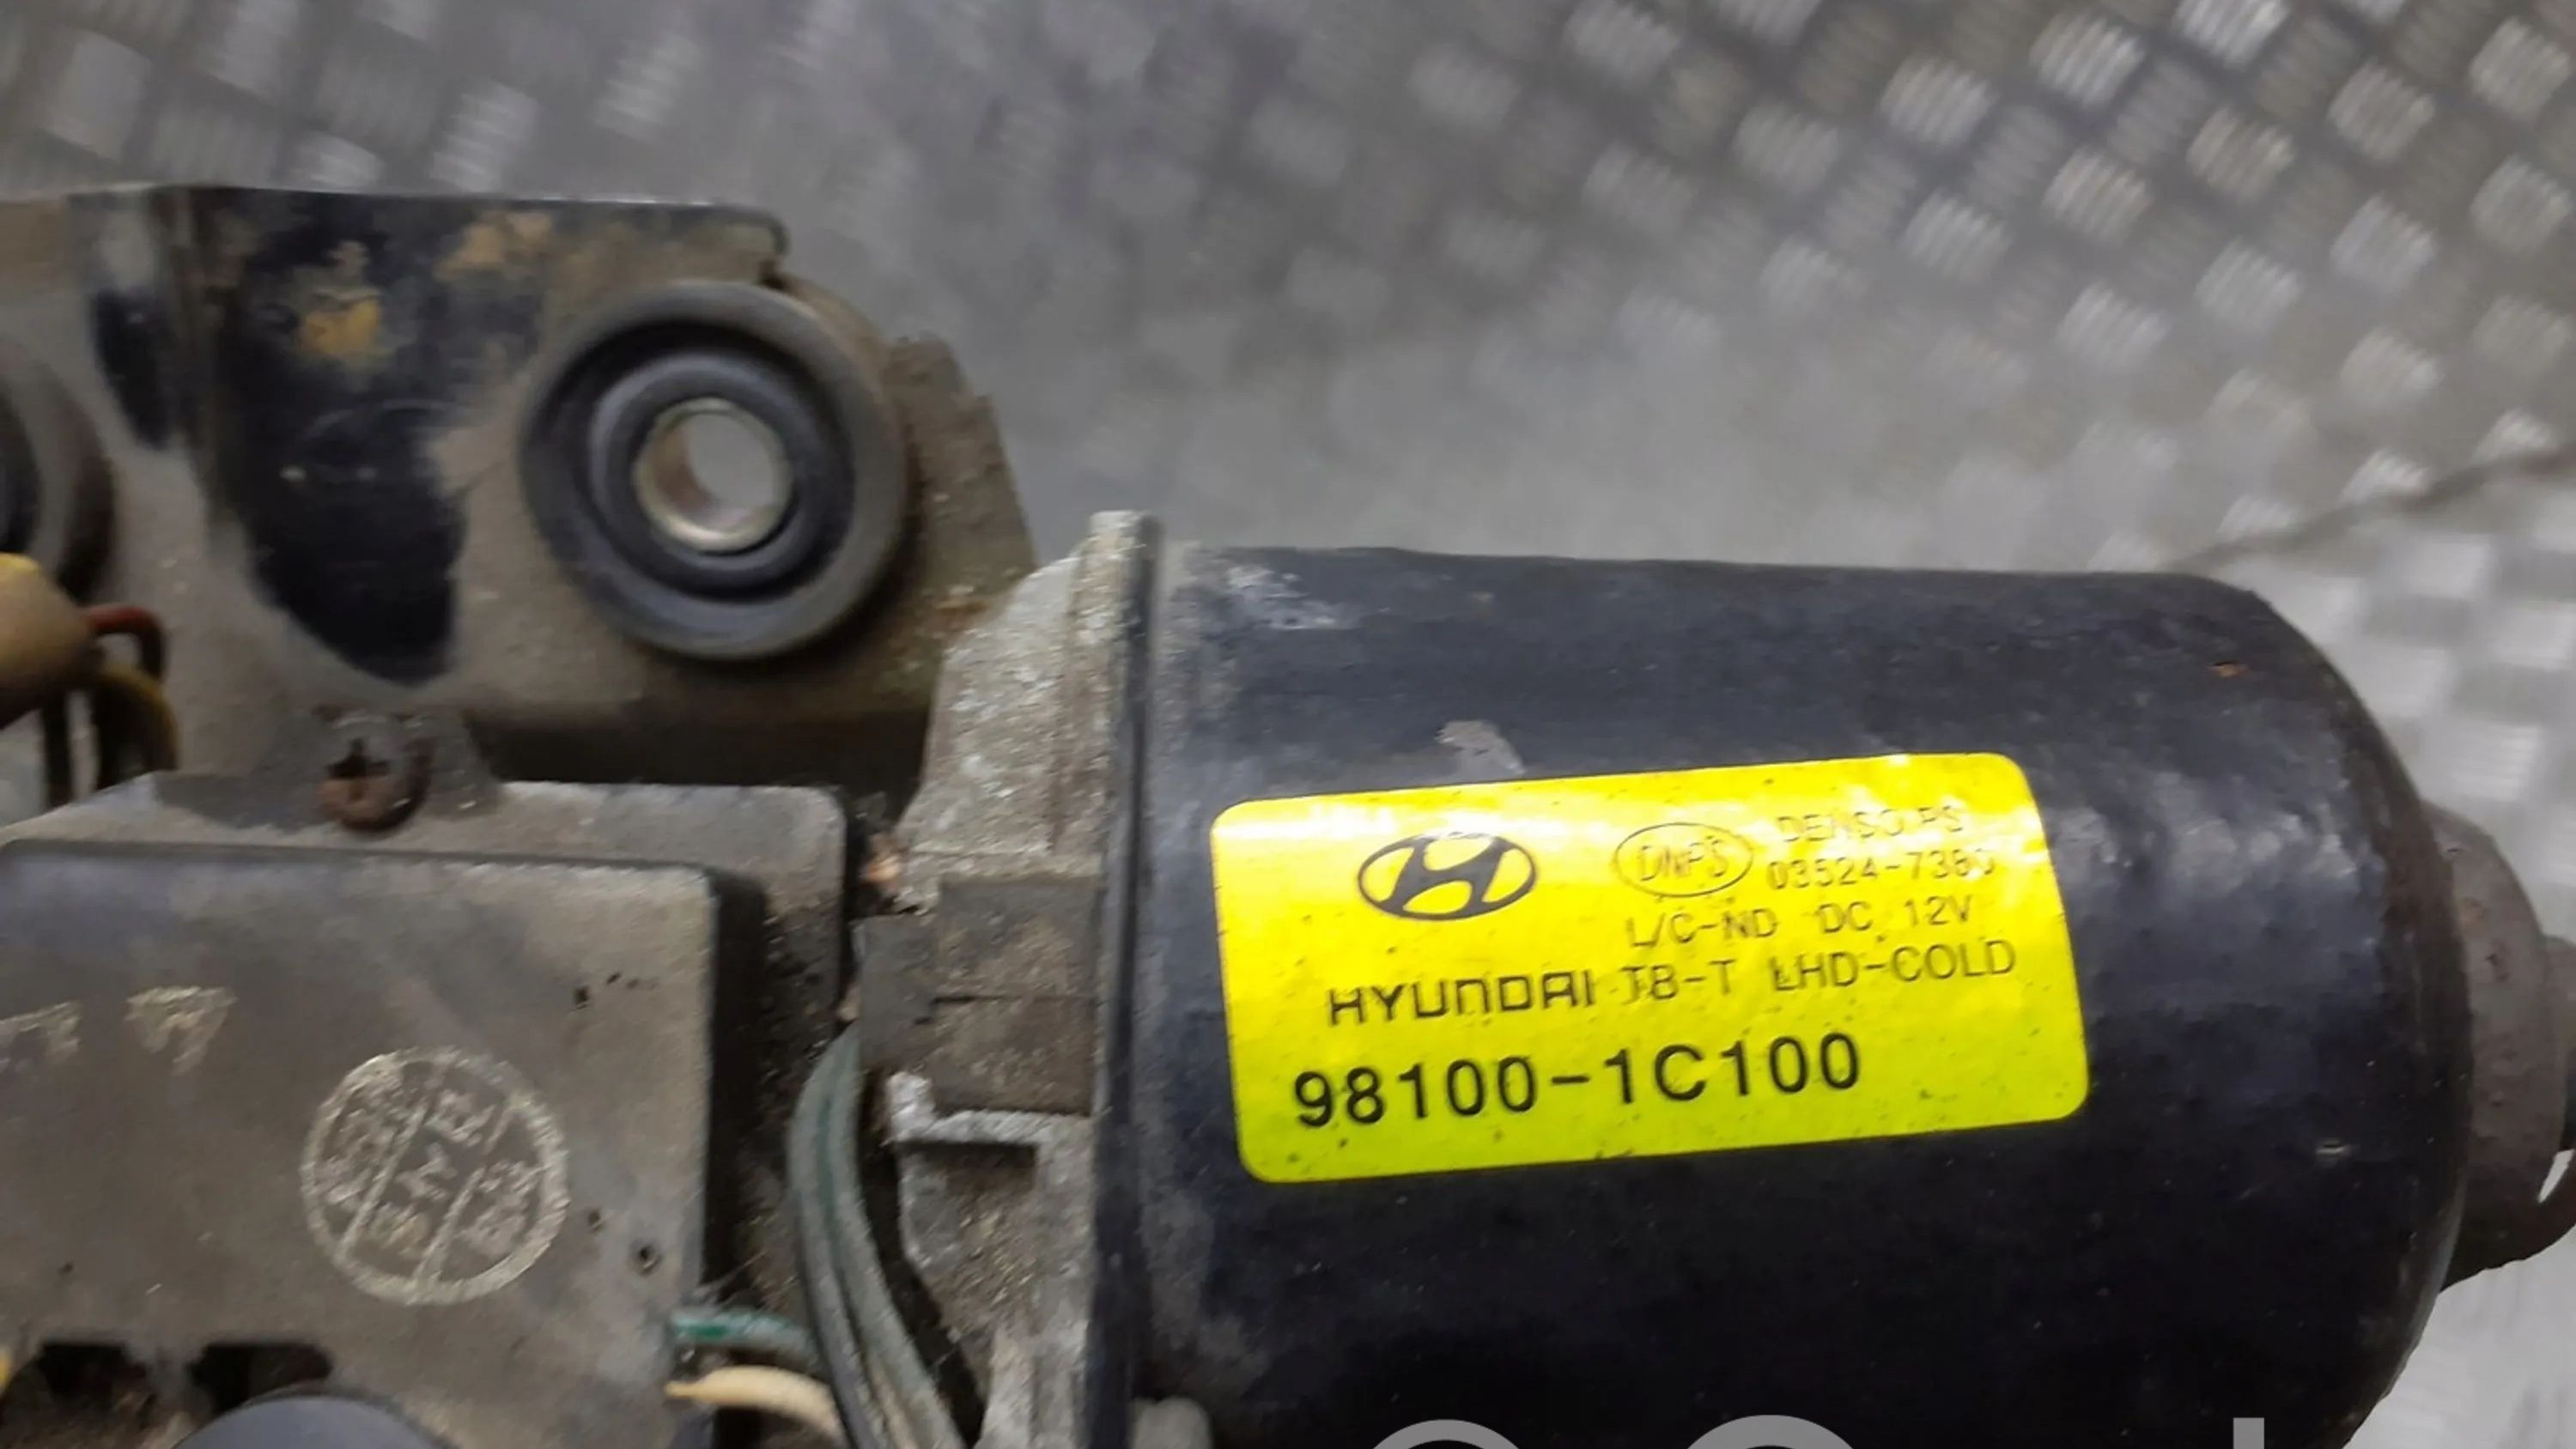 DNPS DENSO PS
03524-7380
L/C-ND DC 12V
HYUNDAI TB-T LHD-COLD
98100-1C100